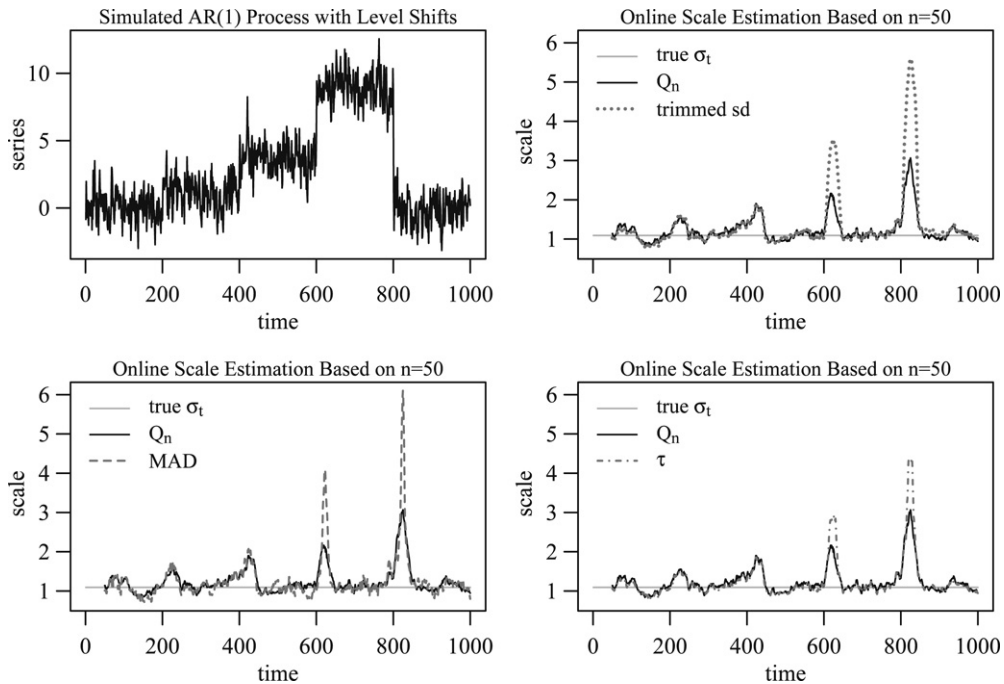 Simulated AR(1) Process with Level Shifts
series
10
5
0
0 200 400 600 800 1000
time
Online Scale Estimation Based on n=50
scale
6
5
4
3
2
1
true σt
Qn
trimmed sd
0 200 400 600 800 1000
time
Online Scale Estimation Based on n=50
scale
6
5
4
3
2
1
true σt
Qn
MAD
0 200 400 600 800 1000
time
Online Scale Estimation Based on n=50
scale
6
5
4
3
2
1
true σt
Qn
τ
0 200 400 600 800 1000
time